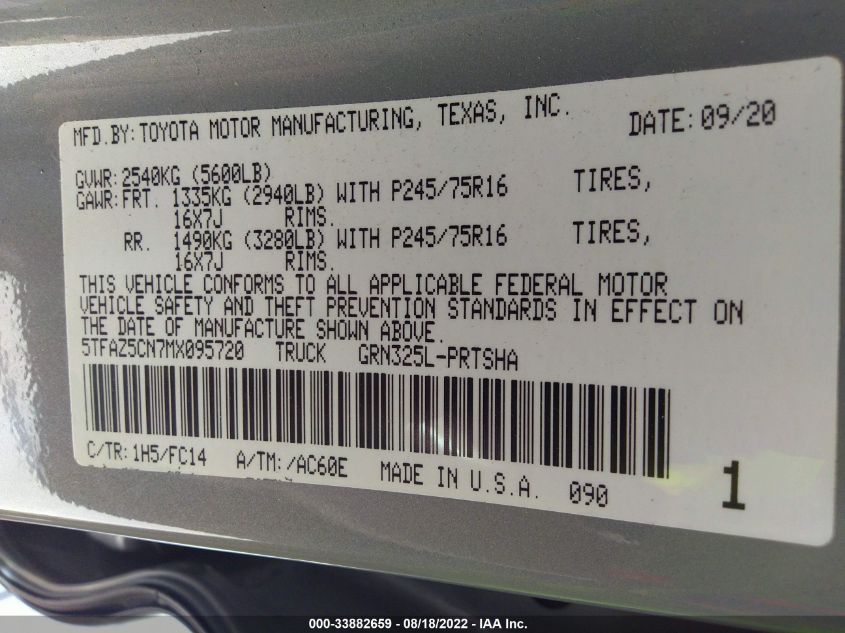 MFD.BY: TOYOTA MOTOR MANUFACTURING, TEXAS, INC. DATE: 09/20
GVWR: 2540KG (5600LB)
GAWR: FRT. 1335KG (2940LB) WITH P245/75R16 TIRES,
16X7J RIMS.
RR. 1490KG (3280LB) WITH P245/75R16 TIRES,
16X7J RIMS.
THIS VEHICLE CONFORMS TO ALL APPLICABLE FEDERAL MOTOR
VEHICLE SAFETY AND THEFT PREVENTION STANDARDS IN EFFECT ON
THE DATE OF MANUFACTURE SHOWN ABOVE.
5TFAZ5CN7MX095720 TRUCK GRN325L-PRTSHA
C/TR: 1H5/FC14 A/TM: /AC60E MADE IN U.S.A. 090 1
000-33882659 - 08/18/2022 - IAA Inc.